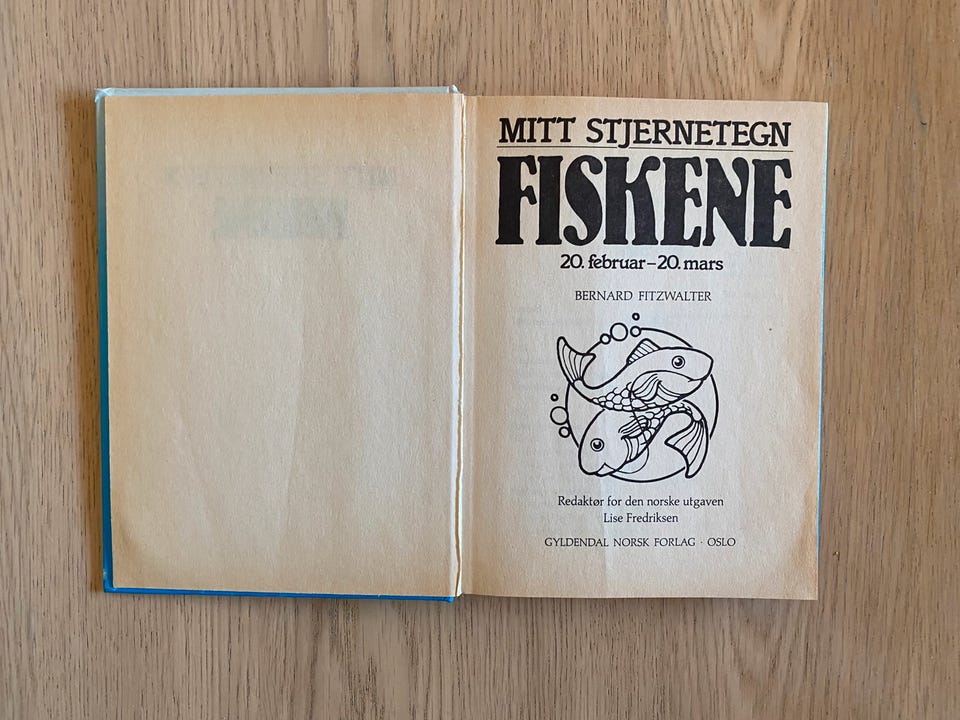 MITT STJERNETEGN
FISKENE
20. februar–20. mars
BERNARD FITZWALTER
Redaktør for den norske utgaven
Lise Fredriksen
GYLDENDAL NORSK FORLAG · OSLO